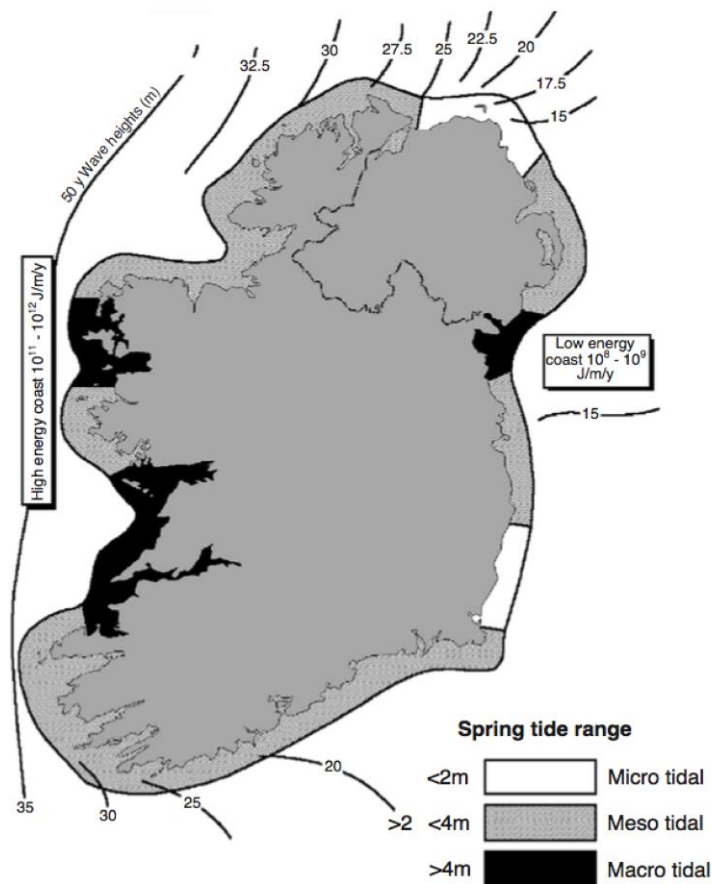 30
27.5
25
22.5
20
32.5
17.5
15
50 y Wave heights (m)
High energy coast 10¹¹ - 10¹² J/m/y
Low energy
coast 10⁸ - 10⁹
J/m/y
15
20
25
30
35
Spring tide range
<2m Micro tidal
>2 <4m Meso tidal
>4m Macro tidal